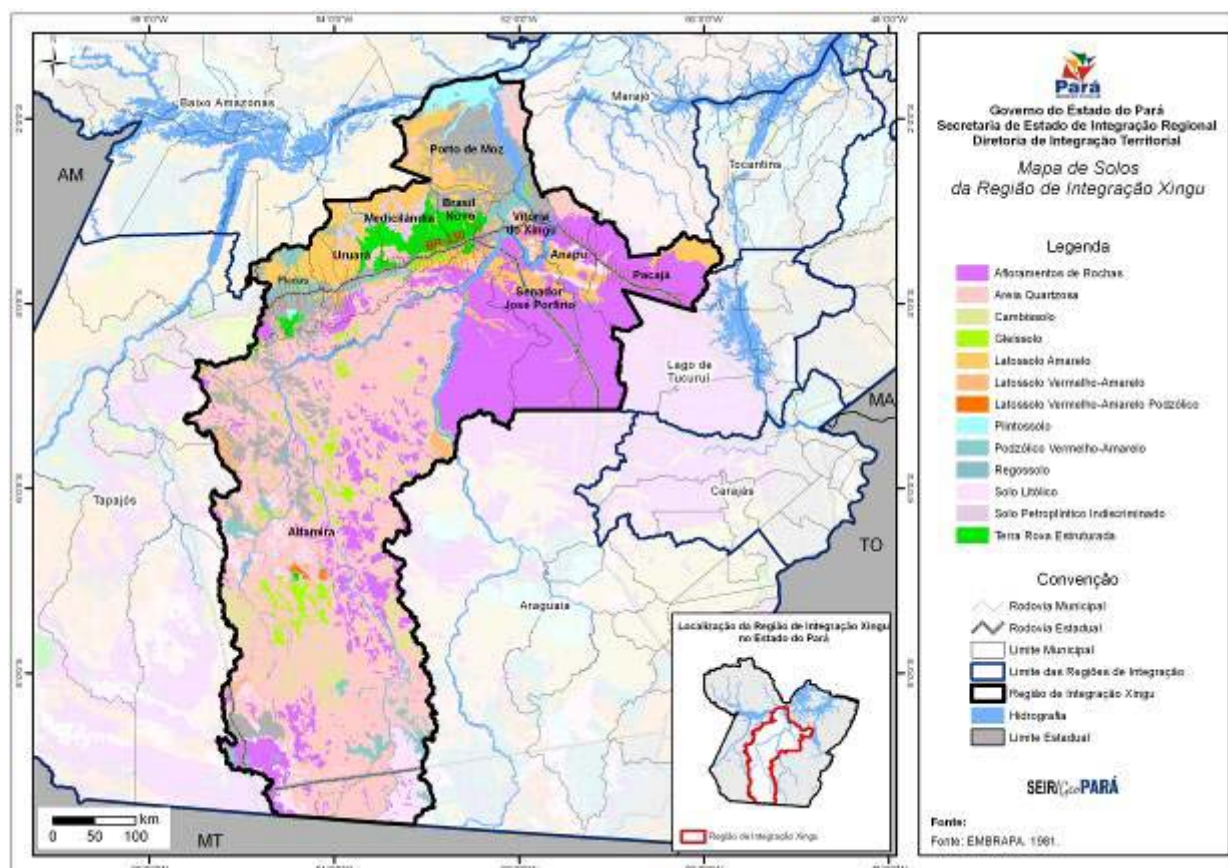 Baixo Amazonas
Marajó
AM
Porto de Moz
Tocantins
Medicilândia
Brasil
Novo
Vitória
do Xingu
Uruará
Anapu
Placas
Pacajá
Senador
José Porfírio
Lago de
Tucuruí
MA
Tapajós
Carajás
Altamira
TO
Araguaia
MT
km
0 50 100
Localização da Região de Integração Xingu
no Estado do Pará
Região de Integração Xingu
Pará
Governo do Estado do Pará
Secretaria de Estado de Integração Regional
Diretoria de Integração Territorial
Mapa de Solos
da Região de Integração Xingu
Legenda
Afloramentos de Rochas
Areia Quartzosa
Cambissolo
Gleissolo
Latossolo Amarelo
Latossolo Vermelho-Amarelo
Latossolo Vermelho-Amarelo Podzólico
Plintossolo
Podzólico Vermelho-Amarelo
Regossolo
Solo Litólico
Solo Petroplíntico Indiscriminado
Terra Roxa Estruturada
Convenção
Rodovia Municipal
Rodovia Estadual
Limite Municipal
Limite das Regiões de Integração
Região de Integração Xingu
Hidrografia
Limite Estadual
SEIR/GeoPARÁ
Fonte:
Fonte: EMBRAPA, 1981.